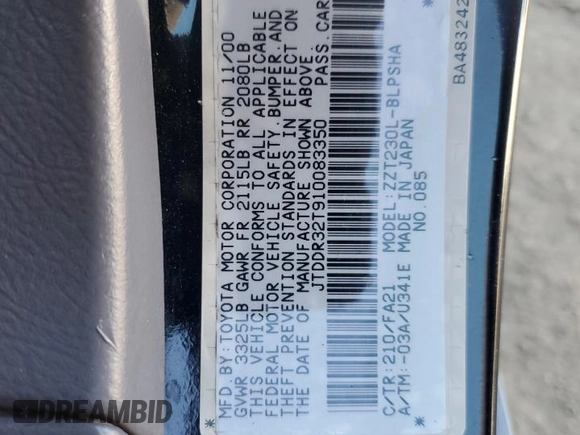 MFD.BY:TOYOTA MOTOR CORPORATION 11/00
GVWR 3325LB GAWR FR 2115LB RR 2080LB
THIS VEHICLE CONFORMS TO ALL APPLICABLE
FEDERAL MOTOR VEHICLE SAFETY,BUMPER,AND
THEFT PREVENTION STANDARDS IN EFFECT ON
THE DATE OF MANUFACTURE SHOWN ABOVE.
JTDDR32T910083350 PASS.CAR
C/TR:210/FA21 MODEL:ZZT230L-BLPSHA
A/TM:-03A/U341E MADE IN JAPAN
NO.085
BA483242
DREAMBID